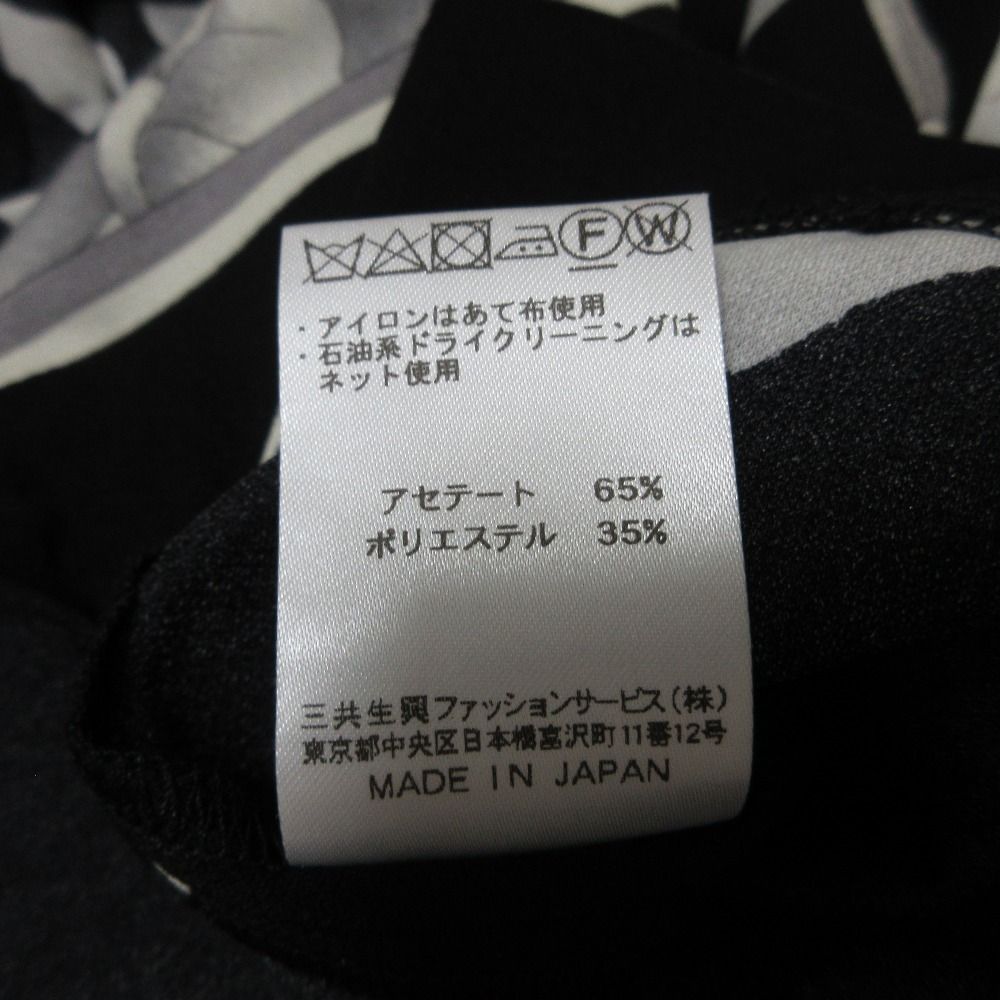 F W
・アイロンはあて布使用
・石油系ドライクリーニングは
ネット使用
アセテート 65%
ポリエステル 35%
三共生興ファッションサービス(株)
東京都中央区日本橋富沢町11番12号
MADE IN JAPAN